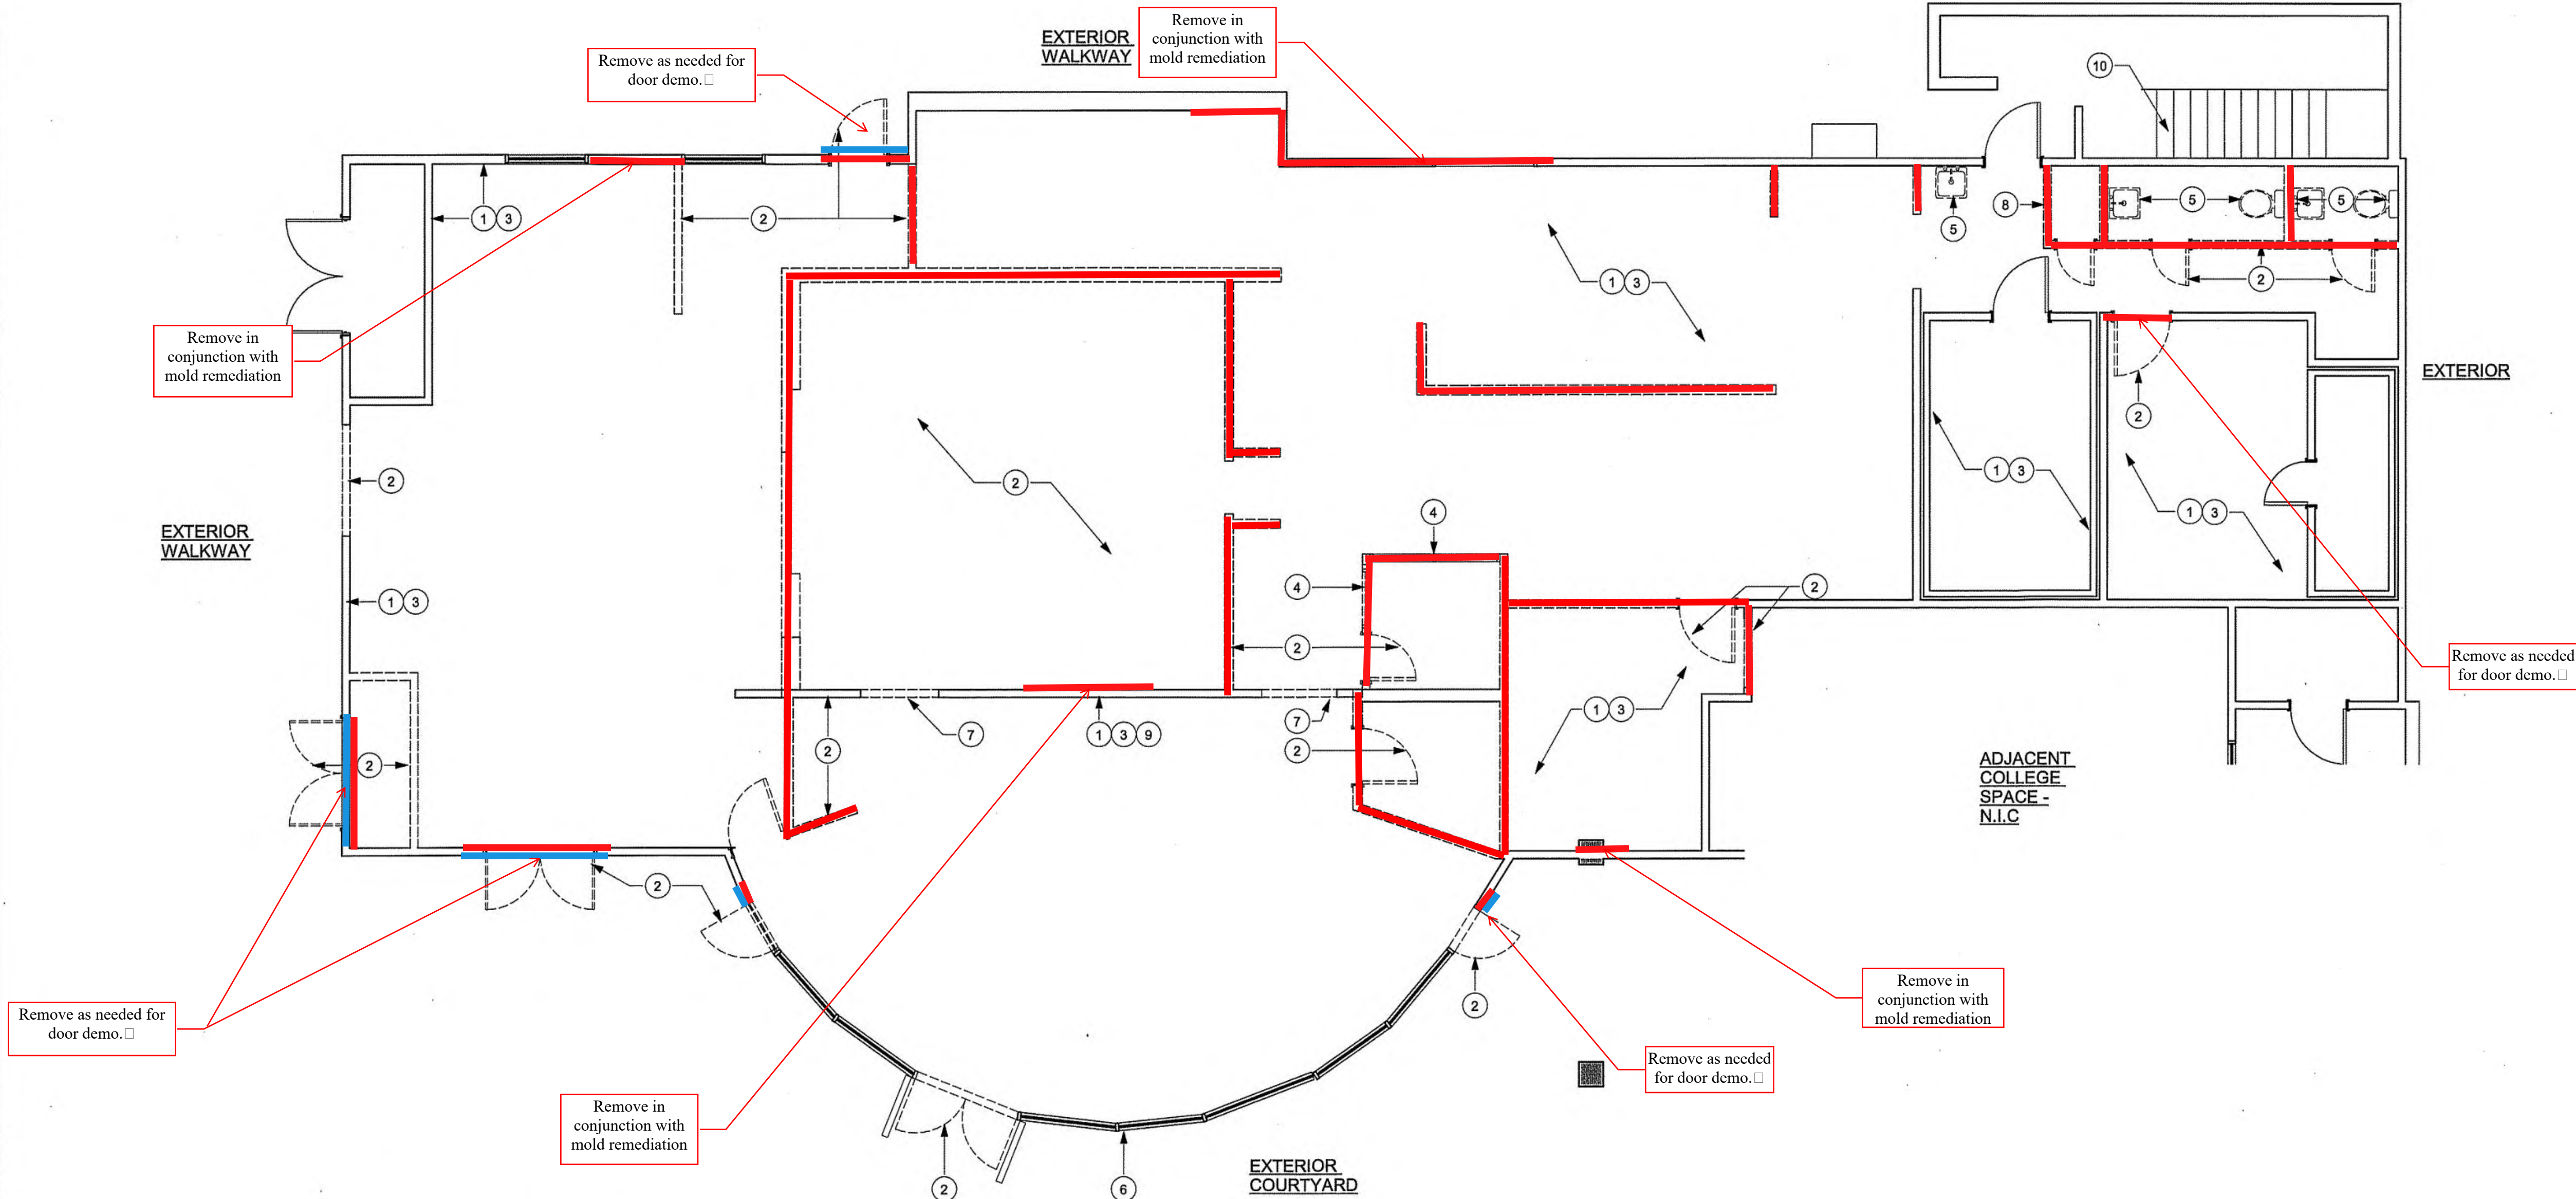 Remove in
conjunction with
mold remediation
EXTERIOR
WALKWAY
Remove as needed for
door demo.□
10
1 3
2
5
8
5
5
2
1 3
Remove in
conjunction with
mold remediation
EXTERIOR
2
2
2
1 3
1 3
4
EXTERIOR
WALKWAY
4
2
1 3
2
Remove as needed
for door demo.□
1 3
7
7
1 3 9
2
2
2
ADJACENT
COLLEGE
SPACE -
N.I.C
2
2
Remove in
conjunction with
mold remediation
Remove as needed for
door demo.□
Remove as needed
for door demo.□
Remove in
conjunction with
mold remediation
EXTERIOR
COURTYARD
2
6